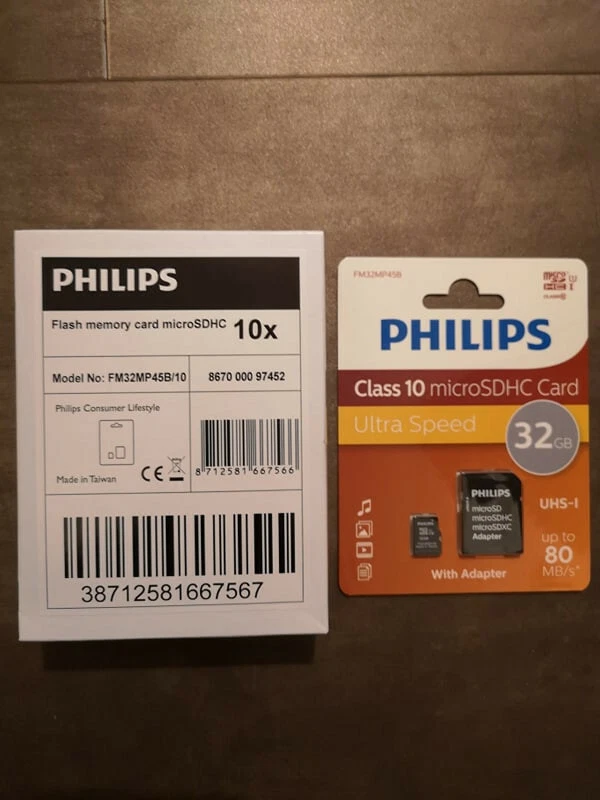 PHILIPS
Flash memory card microSDHC 10x
Model No: FM32MP45B/10
8670 000 97452
Philips Consumer Lifestyle
Made in Taiwan
CE
8 712581 667566
38712581667567
FM32MP45B
PHILIPS
Class 10 microSDHC Card
Ultra Speed
32GB
PHILIPS
microSD
microSDHC
microSDXC
Adapter
UHS-I
up to
80
MB/s*
With Adapter